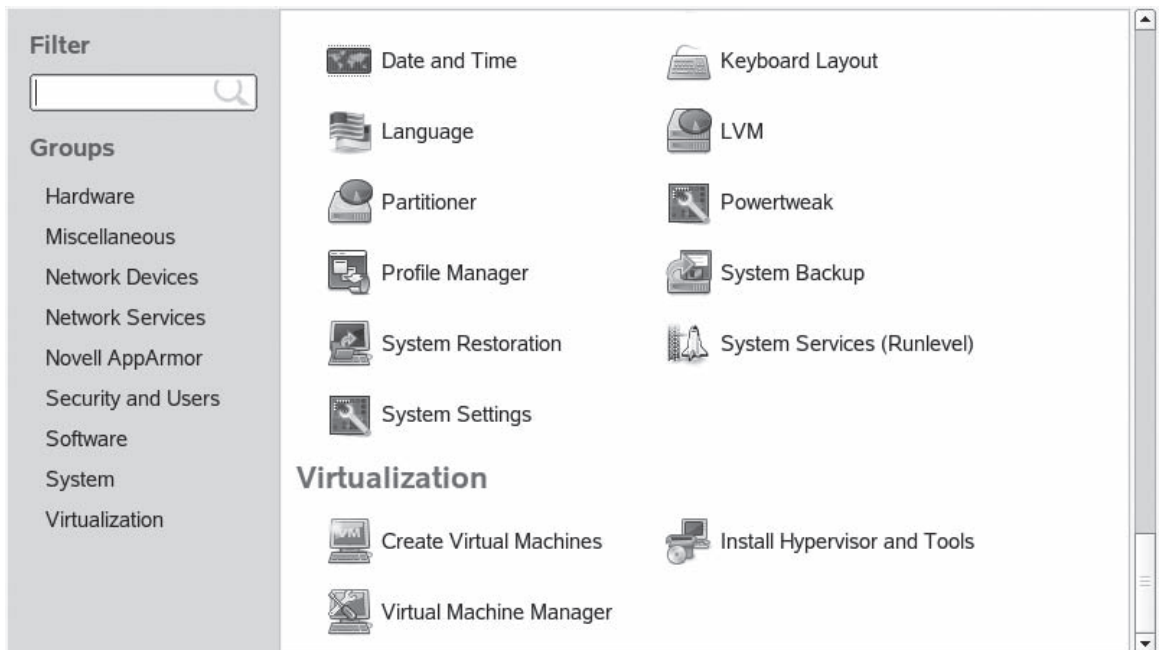 Filter
Groups
Hardware
Miscellaneous
Network Devices
Network Services
Novell AppArmor
Security and Users
Software
System
Virtualization
Date and Time
Keyboard Layout
Language
LVM
Partitioner
Powertweak
Profile Manager
System Backup
System Restoration
System Services (Runlevel)
System Settings
Virtualization
VM
Create Virtual Machines
Install Hypervisor and Tools
Virtual Machine Manager